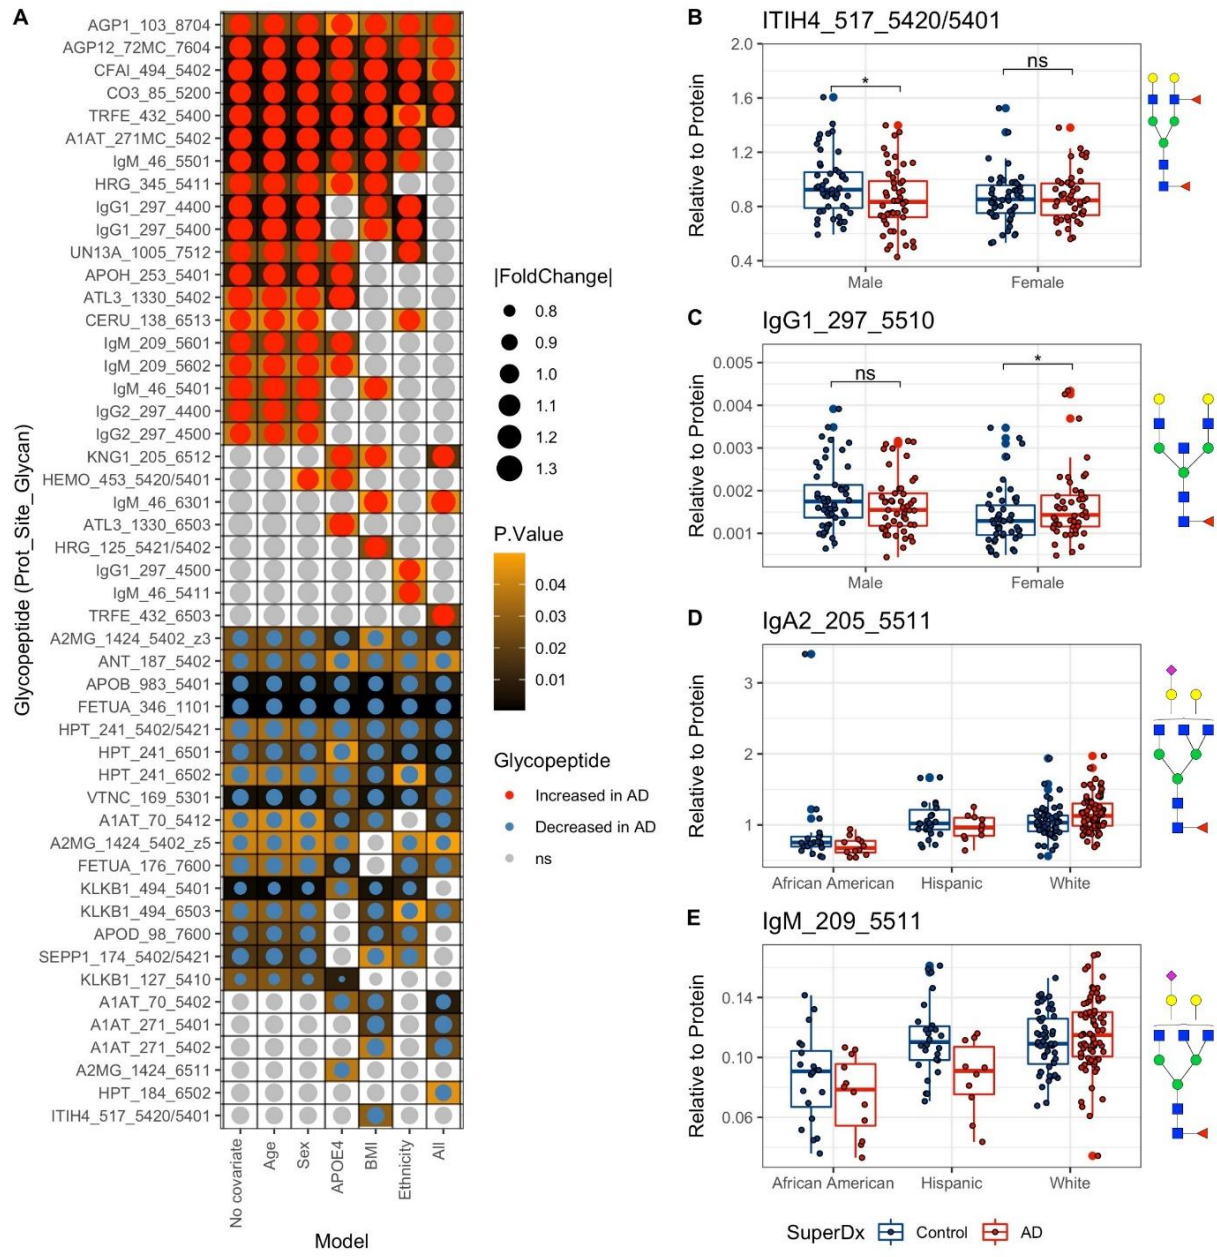 A
Glycopeptide (Prot_Site_Glycan)
AGP1_103_8704
AGP12_72MC_7604
CFAI_494_5402
CO3_85_5200
TRFE_432_5400
A1AT_271MC_5402
IgM_46_5501
HRG_345_5411
IgG1_297_4400
IgG1_297_5400
UN13A_1005_7512
APOH_253_5401
ATL3_1330_5402
CERU_138_6513
IgM_209_5601
IgM_209_5602
IgM_46_5401
IgG2_297_4400
IgG2_297_4500
KNG1_205_6512
HEMO_453_5420/5401
IgM_46_6301
ATL3_1330_6503
HRG_125_5421/5402
IgG1_297_4500
IgM_46_5411
TRFE_432_6503
A2MG_1424_5402_z3
ANT_187_5402
APOB_983_5401
FETUA_346_1101
HPT_241_5402/5421
HPT_241_6501
HPT_241_6502
VTNC_169_5301
A1AT_70_5412
A2MG_1424_5402_z5
FETUA_176_7600
KLKB1_494_5401
KLKB1_494_6503
APOD_98_7600
SEPP1_174_5402/5421
KLKB1_127_5410
A1AT_70_5402
A1AT_271_5401
A1AT_271_5402
A2MG_1424_6511
HPT_184_6502
ITIH4_517_5420/5401
No covariate
Age
Sex
APOE4
BMI
Ethnicity
All
Model
|FoldChange|
0.8
0.9
1.0
1.1
1.2
1.3
P.Value
0.04
0.03
0.02
0.01
Glycopeptide
Increased in AD
Decreased in AD
ns
B
ITIH4_517_5420/5401
Relative to Protein
2.0
1.6
1.2
0.8
0.4
*
ns
Male
Female
C
IgG1_297_5510
Relative to Protein
0.005
0.004
0.003
0.002
0.001
ns
*
Male
Female
D
IgA2_205_5511
Relative to Protein
3
2
1
African American
Hispanic
White
E
IgM_209_5511
Relative to Protein
0.14
0.10
0.06
African American
Hispanic
White
SuperDx
Control
AD